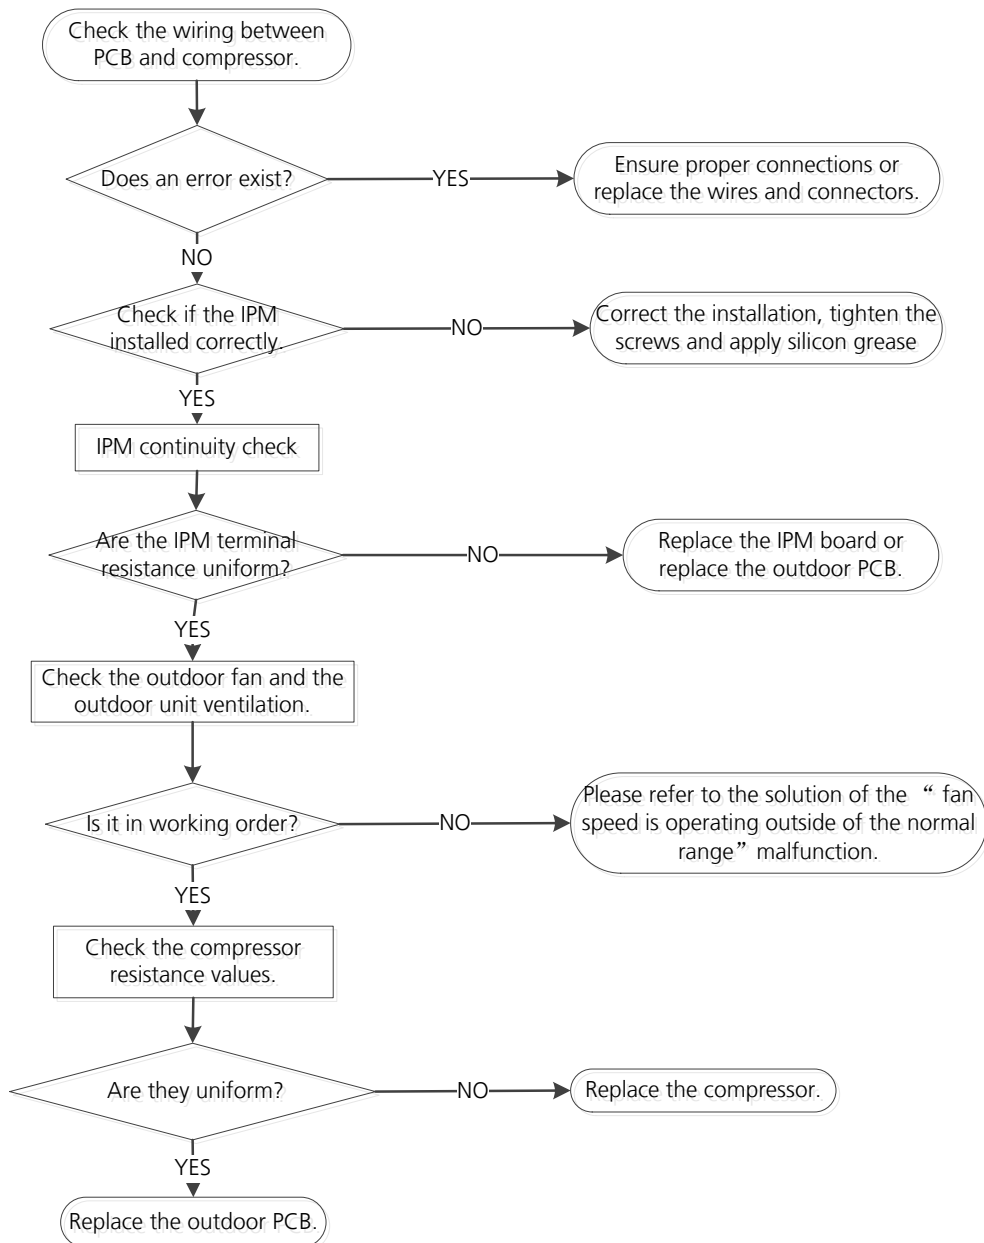 Check the wiring between
PCB and compressor.
Does an error exist?
YES
Ensure proper connections or
replace the wires and connectors.
NO
Check if the IPM
installed correctly.
NO
Correct the installation, tighten the
screws and apply silicon grease
YES
IPM continuity check
Are the IPM terminal
resistance uniform?
NO
Replace the IPM board or
replace the outdoor PCB.
YES
Check the outdoor fan and the
outdoor unit ventilation.
Is it in working order?
NO
Please refer to the solution of the “ fan
speed is operating outside of the normal
range” malfunction.
YES
Check the compressor
resistance values.
Are they uniform?
NO
Replace the compressor.
YES
Replace the outdoor PCB.